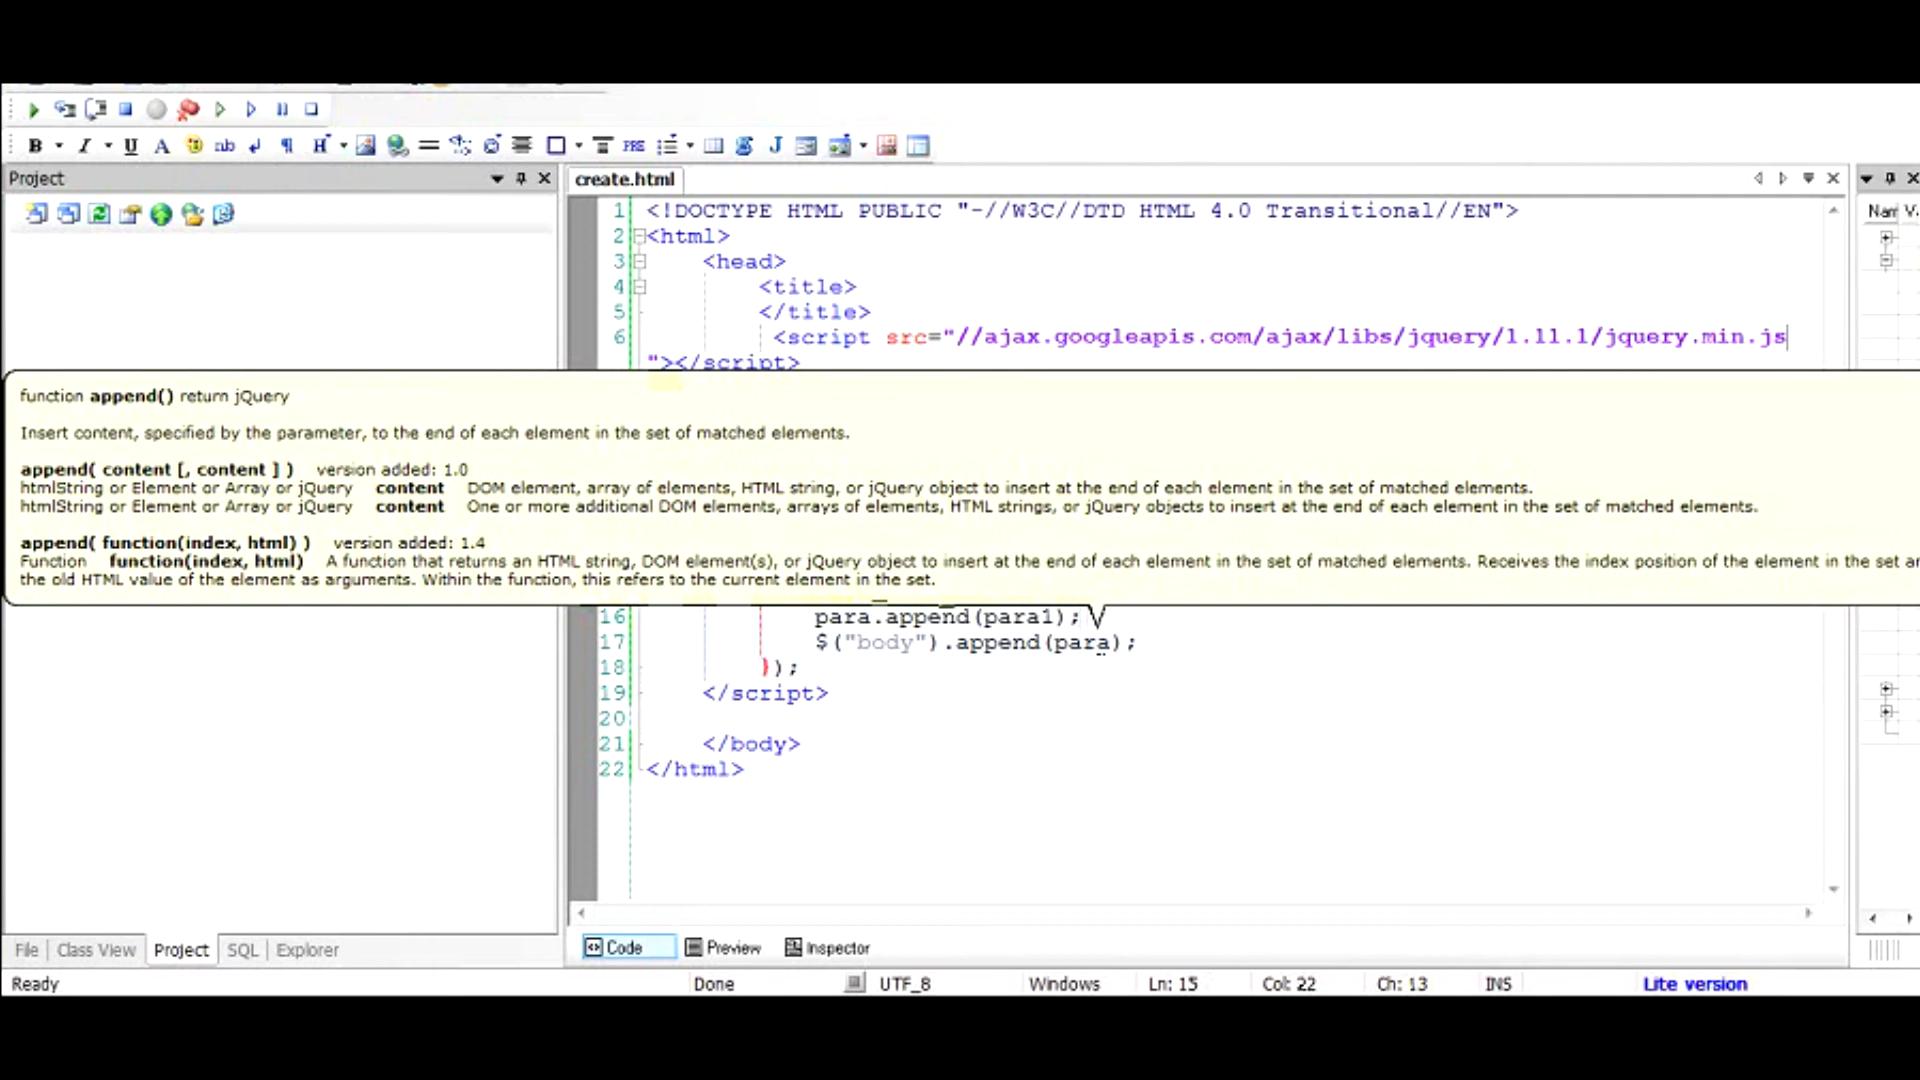 B I U A ab H PRE J
Project
create.html
Nam V
1 <!DOCTYPE HTML PUBLIC "-//W3C//DTD HTML 4.0 Transitional//EN">
2 <html>
3 <head>
4 <title>
5 </title>
6 <script src="//ajax.googleapis.com/ajax/libs/jquery/1.11.1/jquery.min.js
"></script>
function append() return jQuery
Insert content, specified by the parameter, to the end of each element in the set of matched elements.
append( content [, content ] ) version added: 1.0
htmlString or Element or Array or jQuery content DOM element, array of elements, HTML string, or jQuery object to insert at the end of each element in the set of matched elements.
htmlString or Element or Array or jQuery content One or more additional DOM elements, arrays of elements, HTML strings, or jQuery objects to insert at the end of each element in the set of matched elements.
append( function(index, html) ) version added: 1.4
Function function(index, html) A function that returns an HTML string, DOM element(s), or jQuery object to insert at the end of each element in the set of matched elements. Receives the index position of the element in the set
the old HTML value of the element as arguments. Within the function, this refers to the current element in the set.
16 para.append(para1);
17 $("body").append(para);
18 });
19 </script>
20
21 </body>
22 </html>
File Class View Project SQL Explorer
Code Preview Inspector
Ready Done UTF_8 Windows Ln: 15 Col: 22 Ch: 13 INS Lite version